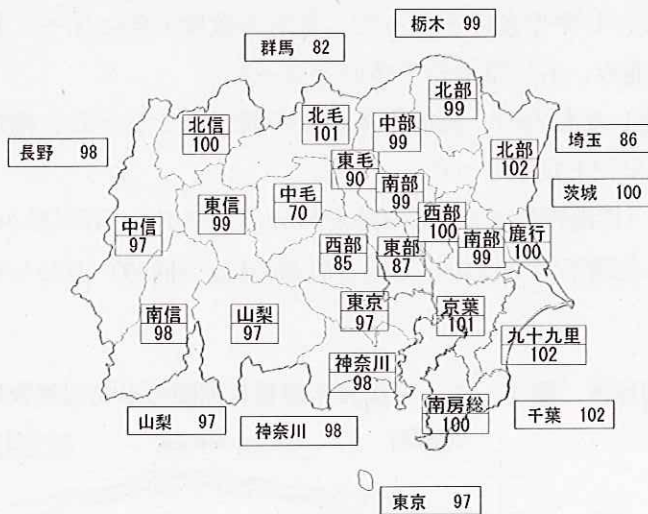 栃木 99
群馬 82
北部
99
北毛
101
北信
100
中部
99
北部
102
埼玉 86
長野 98
東毛
90
茨城 100
南部
99
中毛
70
東信
99
西部
100
鹿行
100
中信
97
西部
85
東部
87
南部
99
南信
98
山梨
97
東京
97
京葉
101
九十九里
102
神奈川
98
南房総
100
山梨 97
神奈川 98
千葉 102
東京 97